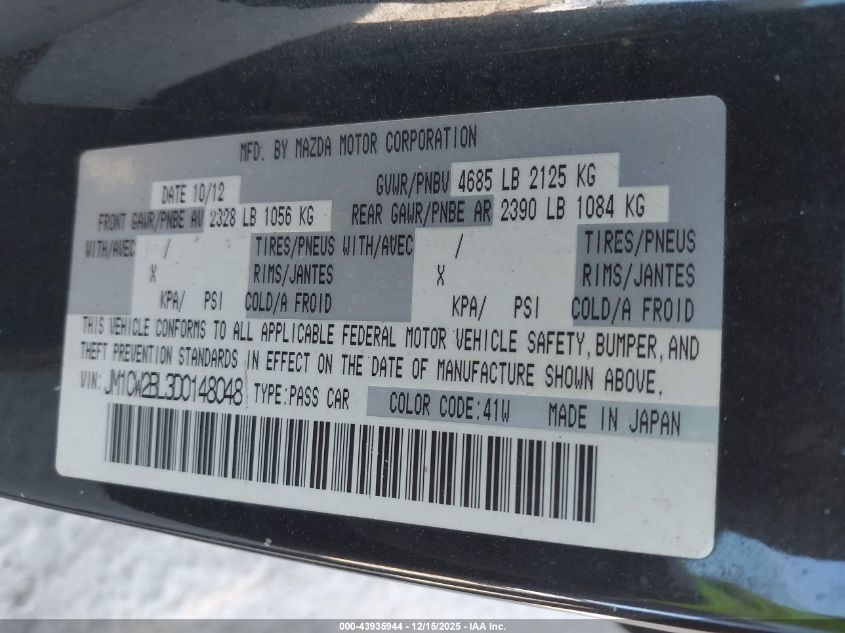 MFD. BY MAZDA MOTOR CORPORATION
DATE 10/12 GVWR/PNBV 4685 LB 2125 KG
FRONT GAWR/PNBE AV 2328 LB 1056 KG REAR GAWR/PNBE AR 2390 LB 1084 KG
WITH/AVEC / TIRES/PNEUS WITH/AVEC / TIRES/PNEUS
X RIMS/JANTES X RIMS/JANTES
KPA/ PSI COLD/A FROID KPA/ PSI COLD/A FROID
THIS VEHICLE CONFORMS TO ALL APPLICABLE FEDERAL MOTOR VEHICLE SAFETY, BUMPER, AND
THEFT PREVENTION STANDARDS IN EFFECT ON THE DATE OF MANUFACTURE SHOWN ABOVE.
VIN: JM1CW2BL3D0148048 TYPE:PASS CAR COLOR CODE:41W MADE IN JAPAN
000-43935944 - 12/15/2025 - IAA Inc.